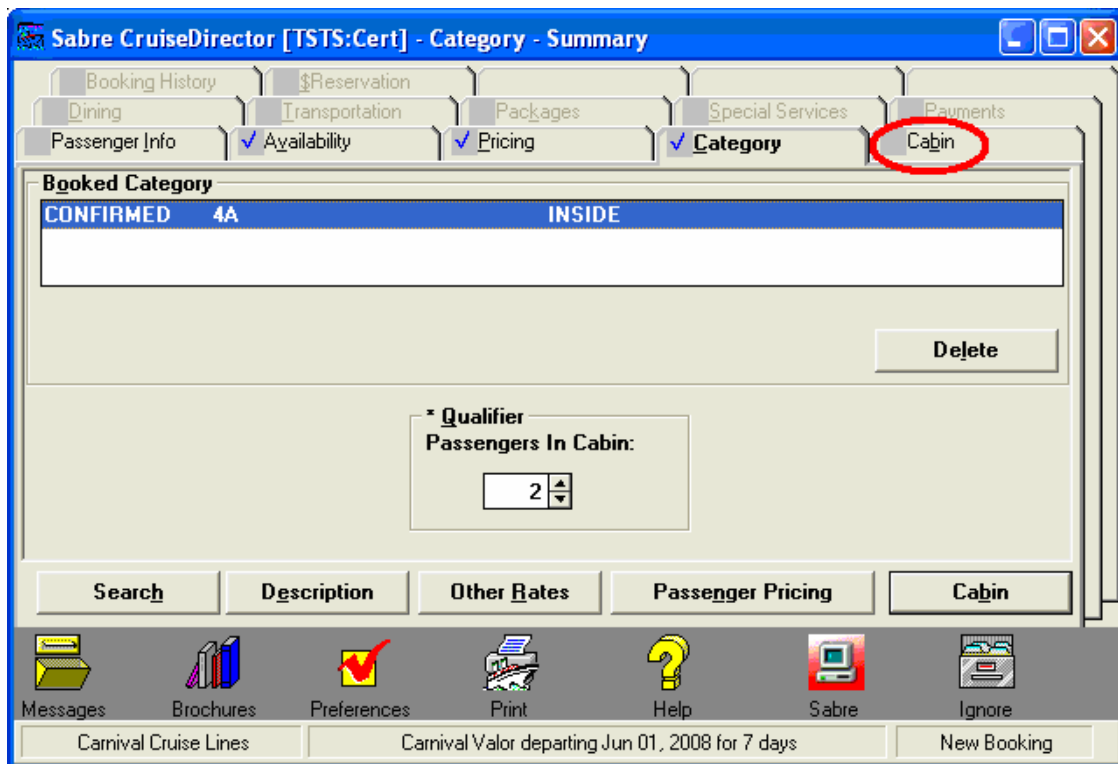 Sabre CruiseDirector [TSTS:Cert] - Category - Summary
Booking History $Reservation
Dining Transportation Packages Special Services Payments
Passenger Info Availability Pricing Category Cabin
Booked Category
CONFIRMED 4A INSIDE
Delete
* Qualifier
Passengers In Cabin:
2
Search Description Other Rates Passenger Pricing Cabin
Messages Brochures Preferences Print Help Sabre Ignore
Carnival Cruise Lines Carnival Valor departing Jun 01, 2008 for 7 days New Booking